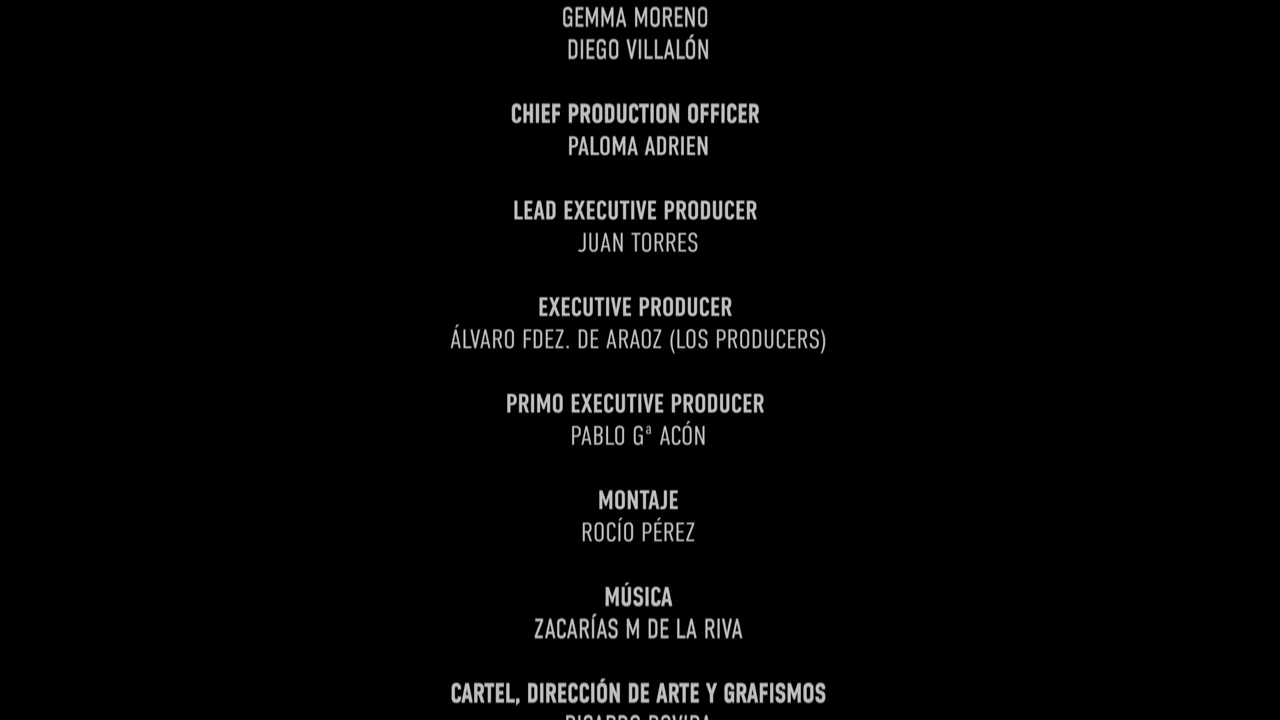 GEMMA MORENO
DIEGO VILLALÓN
CHIEF PRODUCTION OFFICER
PALOMA ADRIEN
LEAD EXECUTIVE PRODUCER
JUAN TORRES
EXECUTIVE PRODUCER
ÁLVARO FDEZ. DE ARAOZ (LOS PRODUCERS)
PRIMO EXECUTIVE PRODUCER
PABLO Gª ACÓN
MONTAJE
ROCÍO PÉREZ
MÚSICA
ZACARÍAS M DE LA RIVA
CARTEL, DIRECCIÓN DE ARTE Y GRAFISMOS